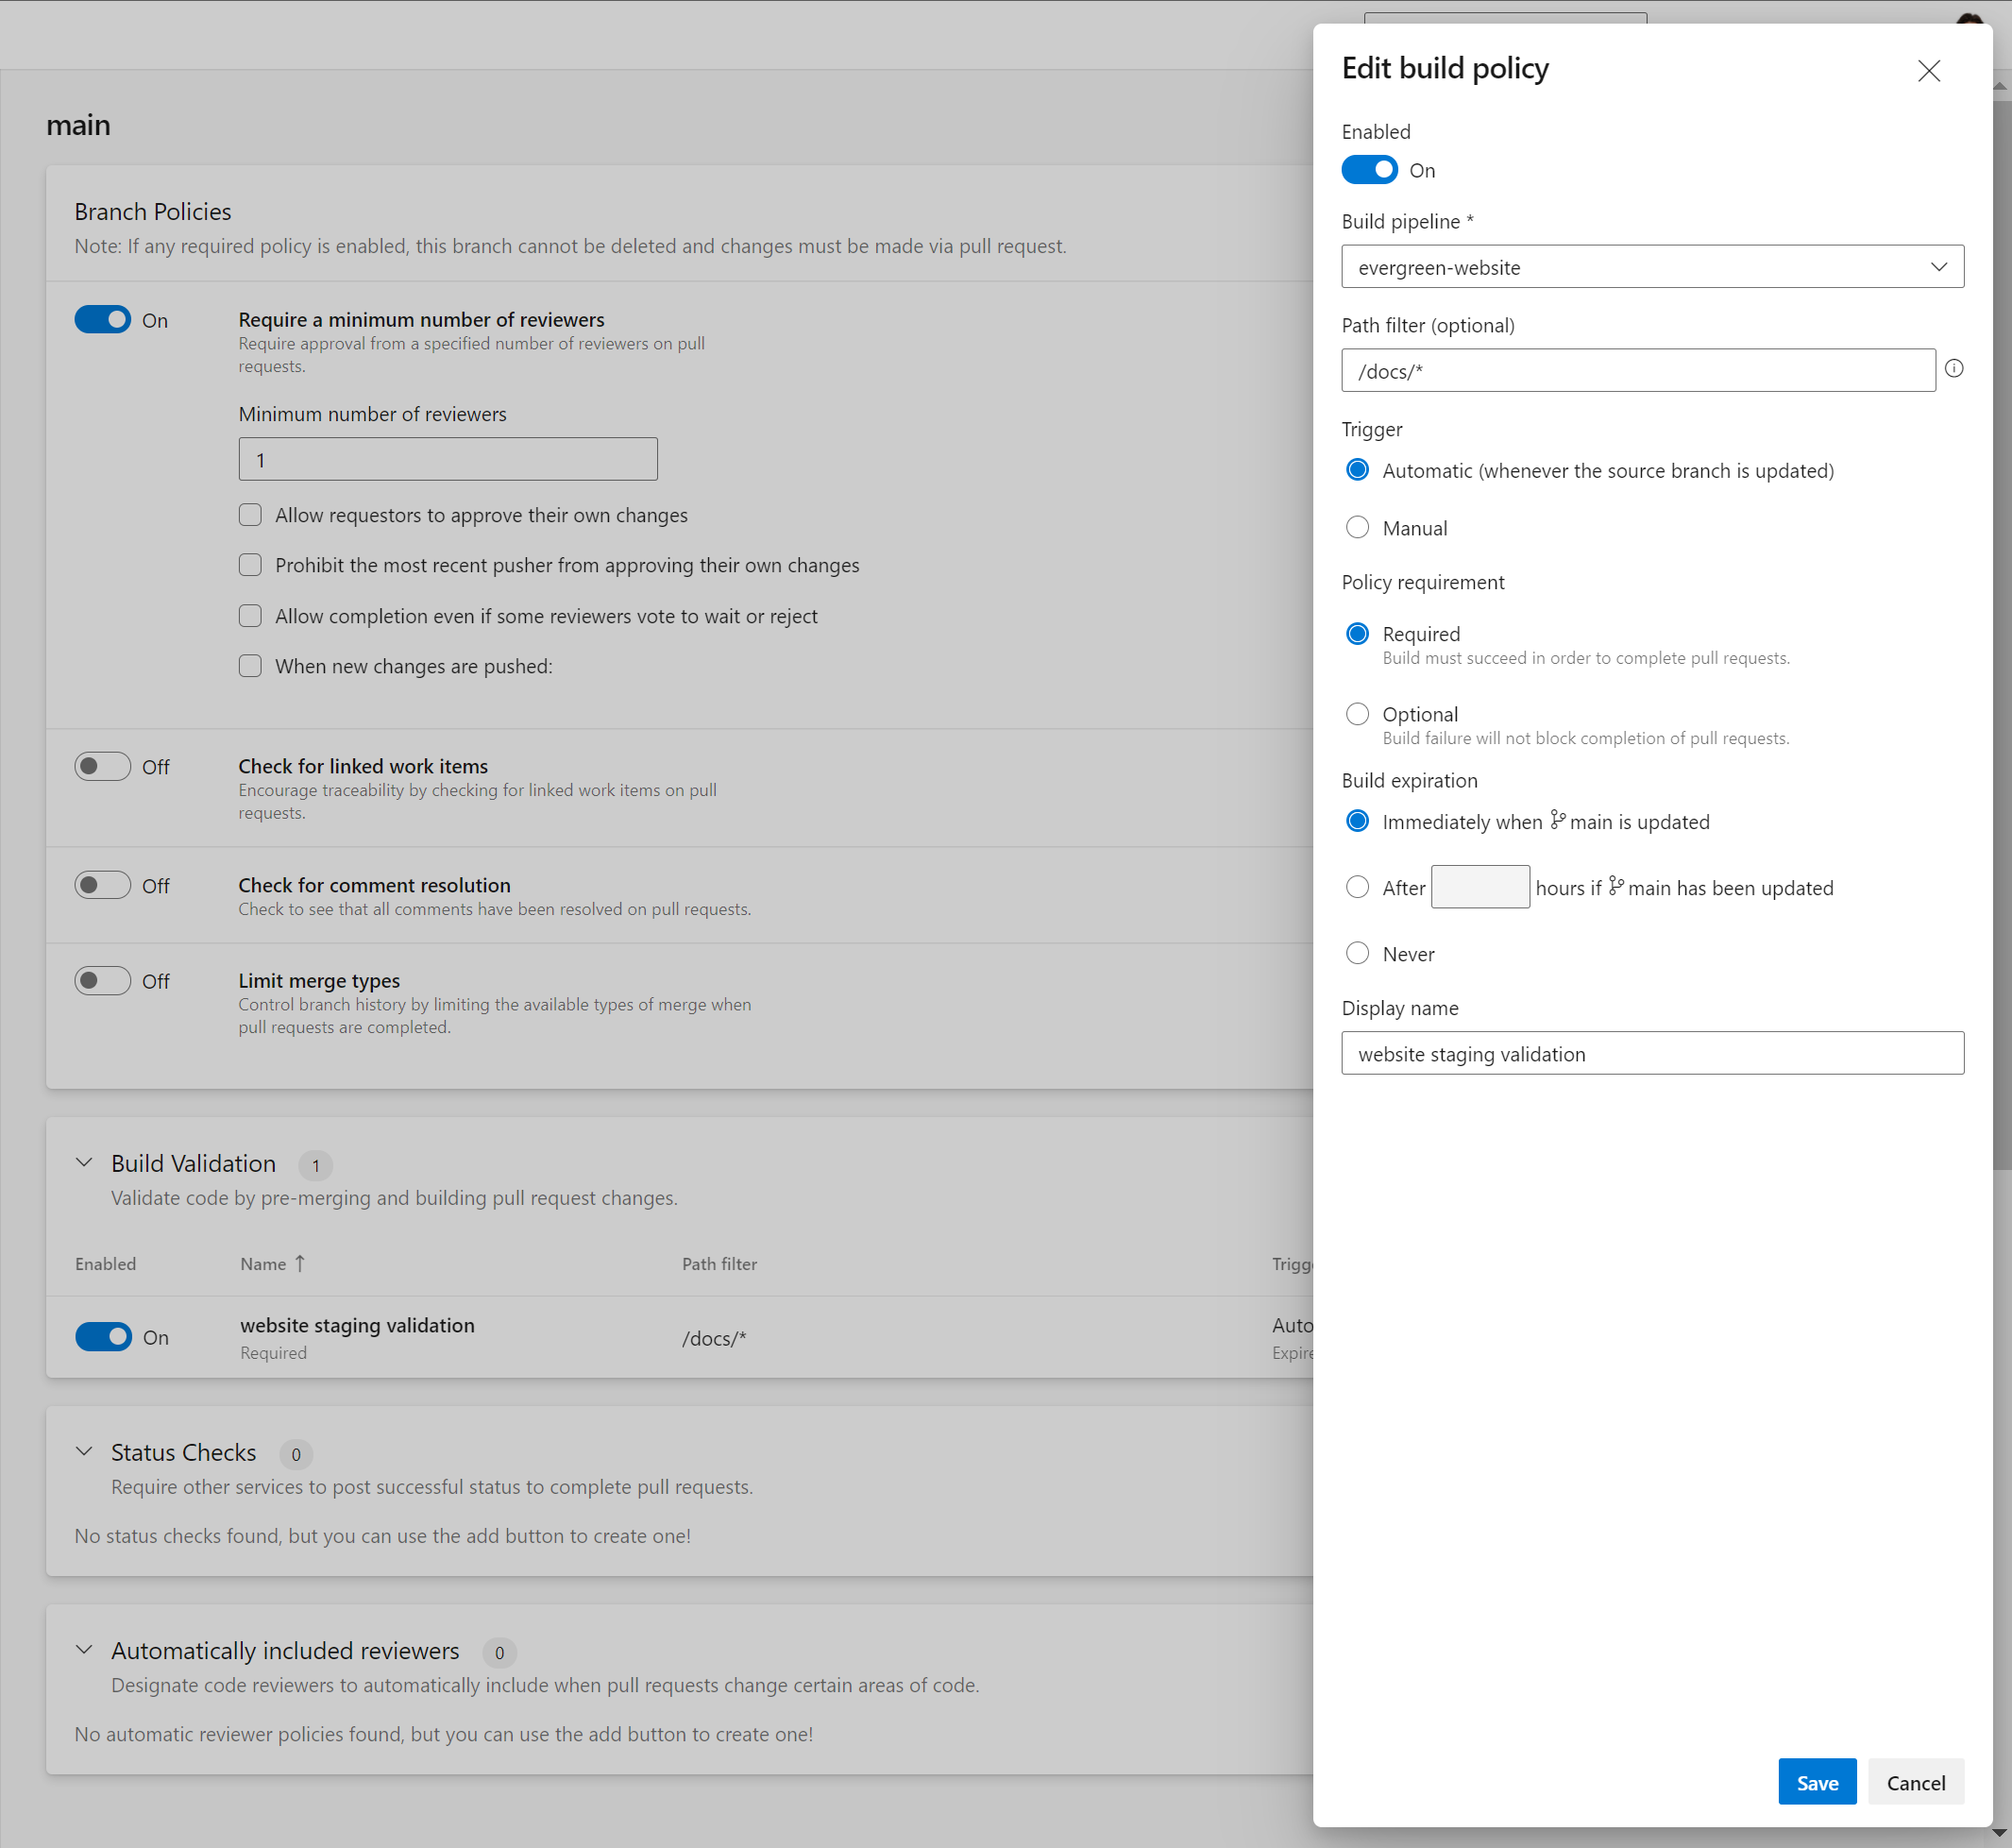 main
Branch Policies
Note: If any required policy is enabled, this branch cannot be deleted and changes must be made via pull request.
On
Require a minimum number of reviewers
Require approval from a specified number of reviewers on pull
requests.
Minimum number of reviewers
1
Allow requestors to approve their own changes
Prohibit the most recent pusher from approving their own changes
Allow completion even if some reviewers vote to wait or reject
When new changes are pushed:
Off
Check for linked work items
Encourage traceability by checking for linked work items on pull
requests.
Off
Check for comment resolution
Check to see that all comments have been resolved on pull requests.
Off
Limit merge types
Control branch history by limiting the available types of merge when
pull requests are completed.
Build Validation 1
Validate code by pre-merging and building pull request changes.
Enabled Name ↑ Path filter Trigg
On
website staging validation
Required
/docs/*
Auto
Expire
Status Checks 0
Require other services to post successful status to complete pull requests.
No status checks found, but you can use the add button to create one!
Automatically included reviewers 0
Designate code reviewers to automatically include when pull requests change certain areas of code.
No automatic reviewer policies found, but you can use the add button to create one!
Edit build policy
Enabled
On
Build pipeline *
evergreen-website
Path filter (optional)
/docs/*
Trigger
Automatic (whenever the source branch is updated)
Manual
Policy requirement
Required
Build must succeed in order to complete pull requests.
Optional
Build failure will not block completion of pull requests.
Build expiration
Immediately when main is updated
After hours if main has been updated
Never
Display name
website staging validation
Save Cancel